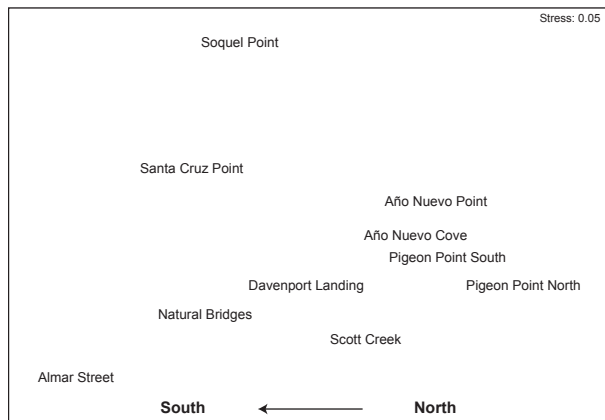 Stress: 0.05
Soquel Point
Santa Cruz Point
Año Nuevo Point
Año Nuevo Cove
Pigeon Point South
Davenport Landing
Pigeon Point North
Natural Bridges
Scott Creek
Almar Street
South
North